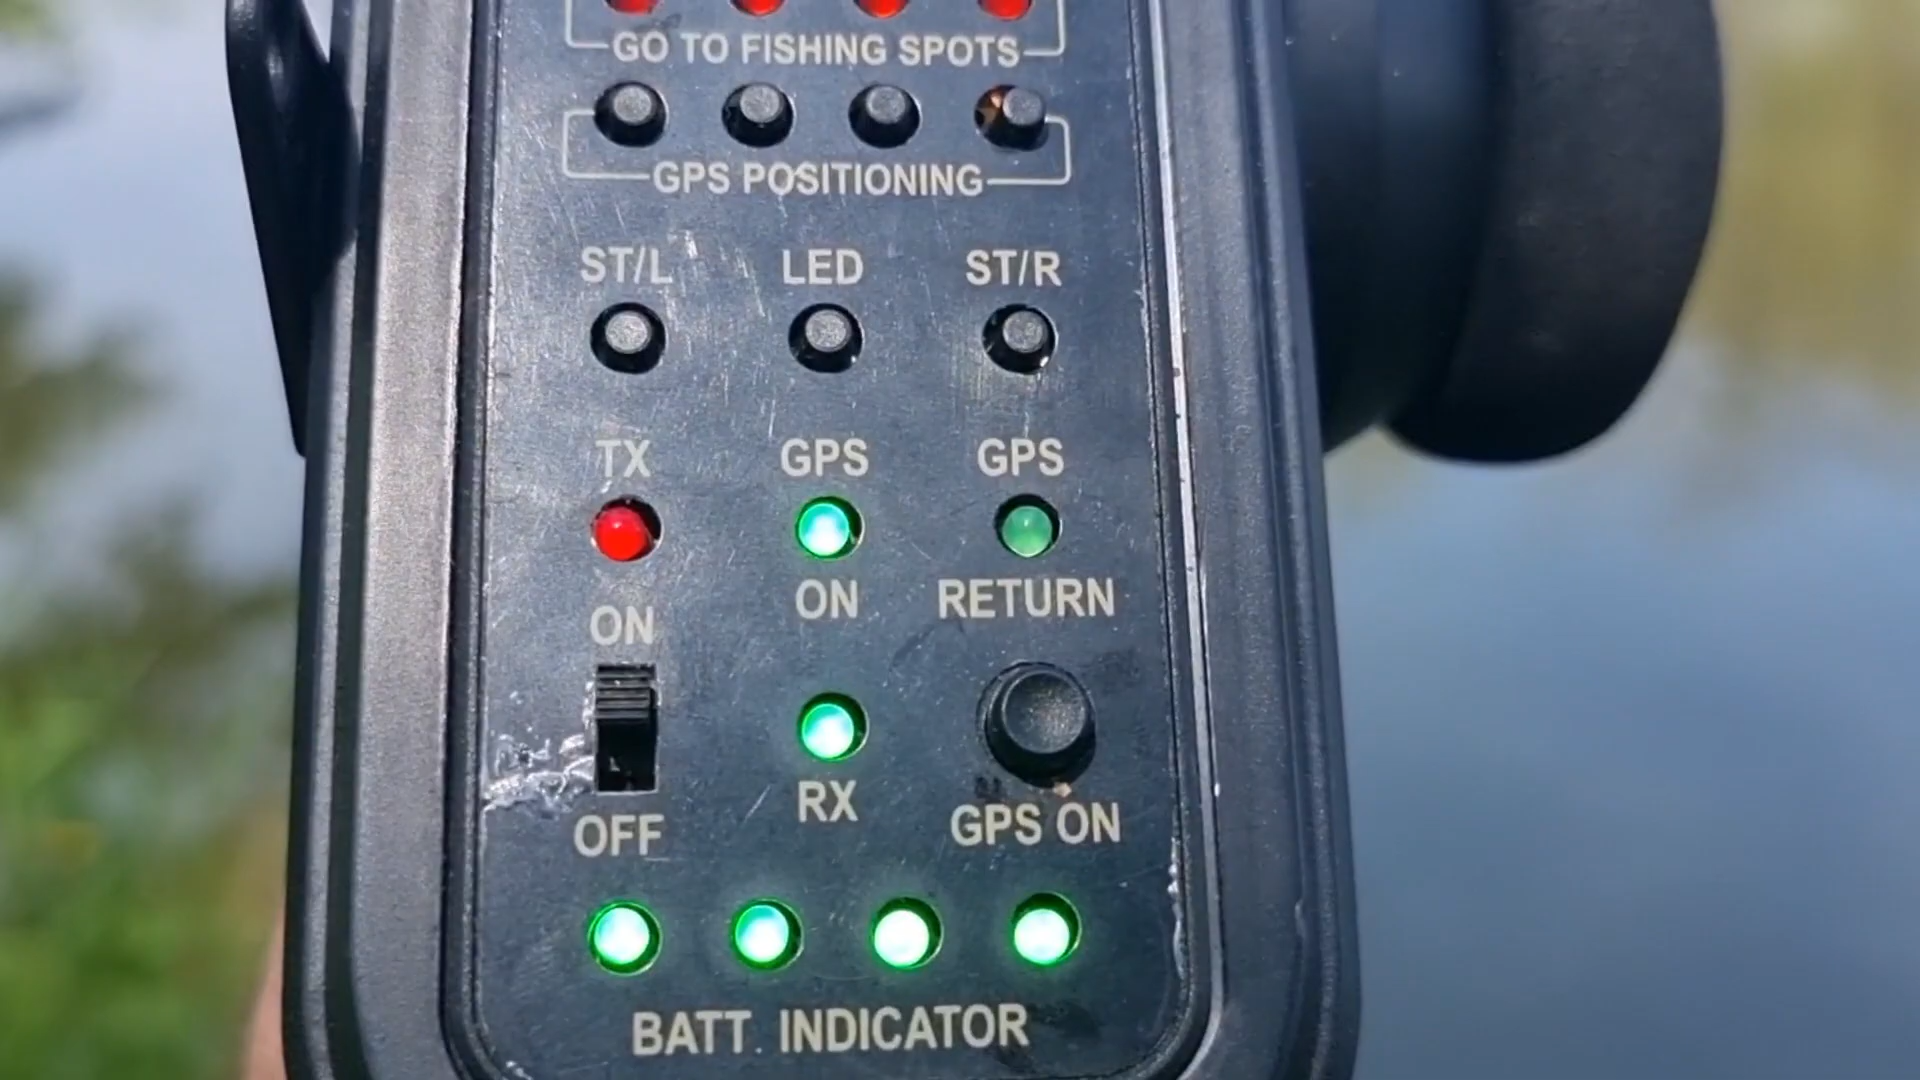 GO TO FISHING SPOTS
GPS POSITIONING
ST/L LED ST/R
TX GPS GPS
ON RETURN
ON
RX
OFF GPS ON
BATT. INDICATOR